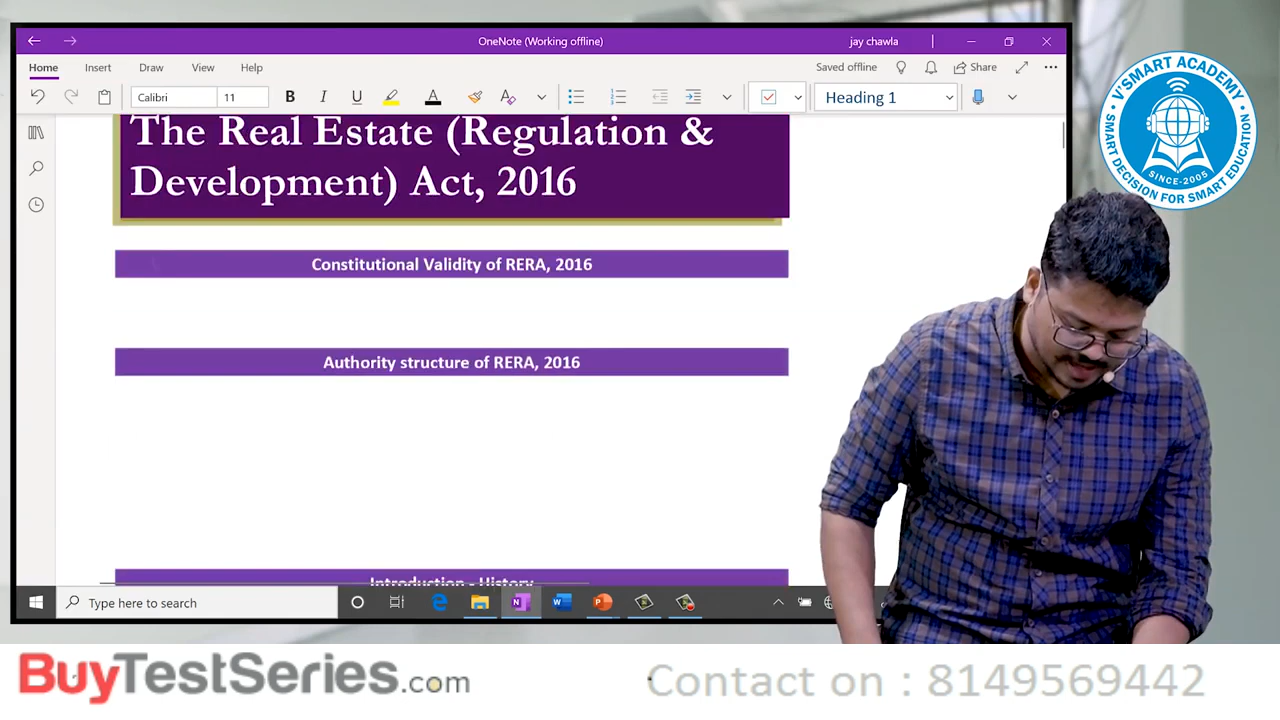 OneNote (Working offline)
jay chawla
Home Insert Draw View Help
Saved offline
Share
Calibri 11 B I U A A Heading 1
The Real Estate (Regulation &
Development) Act, 2016
Constitutional Validity of RERA, 2016
Authority structure of RERA, 2016
Introduction - History
Type here to search
V'SMART ACADEMY
SINCE-2005
SMART DECISION FOR SMART EDUCATION
BuyTestSeries.com
Contact on : 8149569442